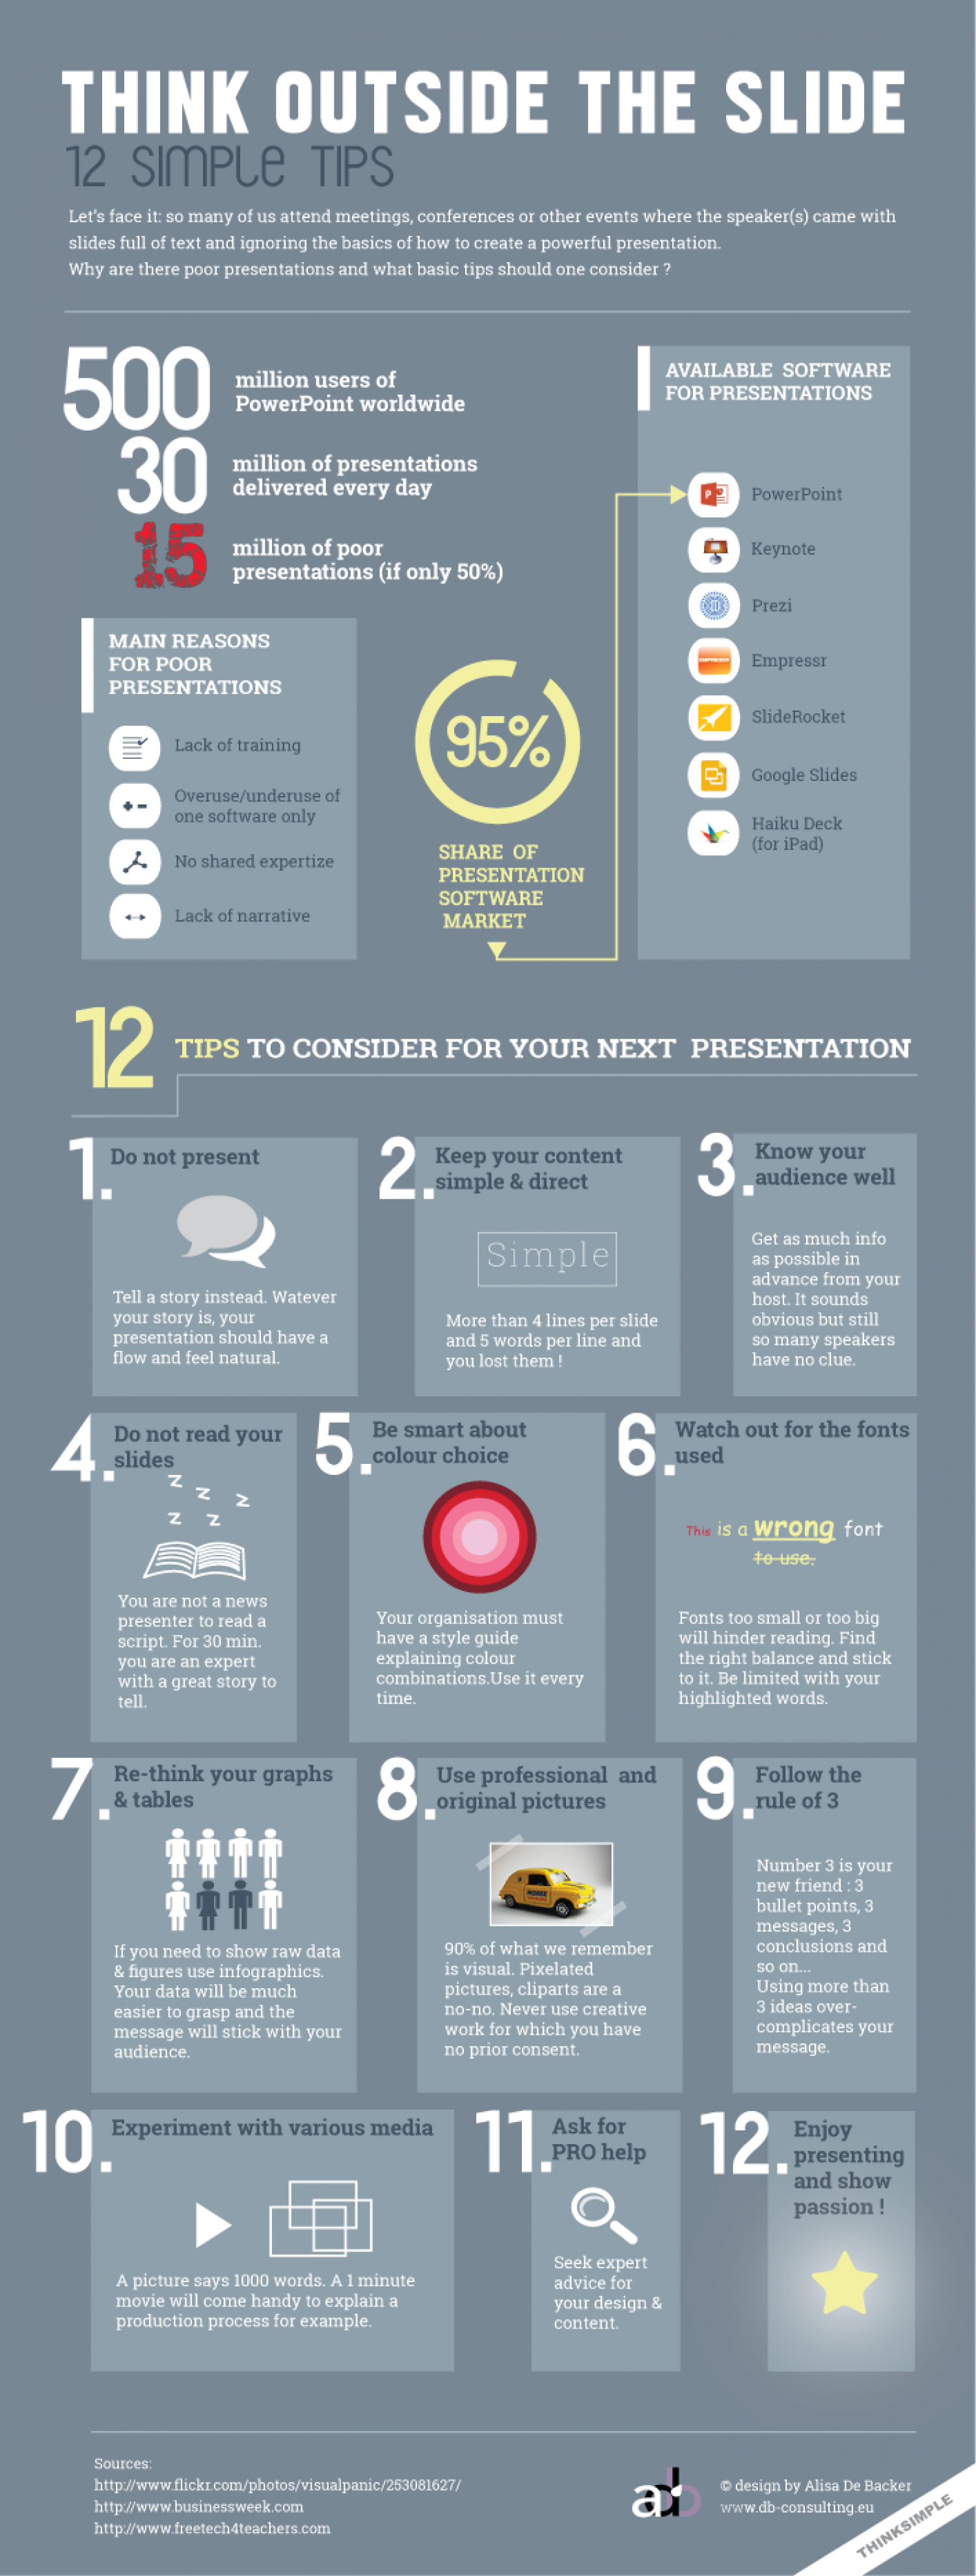 THINK OUTSIDE THE SLIDE
12 SIMPLE TIPS
Let's face it: so many of us attend meetings, conferences or other events where the speaker(s) came with
slides full of text and ignoring the basics of how to create a powerful presentation.
Why are there poor presentations and what basic tips should one consider ?
500
million users of
PowerPoint worldwide
30
million of presentations
delivered every day
15
million of poor
presentations (if only 50%)
MAIN REASONS
FOR POOR
PRESENTATIONS
Lack of training
Overuse/underuse of
one software only
No shared expertize
Lack of narrative
95%
SHARE OF
PRESENTATION
SOFTWARE
MARKET
AVAILABLE SOFTWARE
FOR PRESENTATIONS
PowerPoint
Keynote
Prezi
Empressr
SlideRocket
Google Slides
Haiku Deck
(for iPad)
12 TIPS TO CONSIDER FOR YOUR NEXT PRESENTATION
1.
Do not present
Tell a story instead. Watever
your story is, your
presentation should have a
flow and feel natural.
2.
Keep your content
simple & direct
Simple
More than 4 lines per slide
and 5 words per line and
you lost them !
3.
Know your
audience well
Get as much info
as possible in
advance from your
host. It sounds
obvious but still
so many speakers
have no clue.
4.
Do not read your
slides
z z z
z z
You are not a news
presenter to read a
script. For 30 min.
you are an expert
with a great story to
tell.
5.
Be smart about
colour choice
Your organisation must
have a style guide
explaining colour
combinations.Use it every
time.
6.
Watch out for the fonts
used
This is a wrong font
to use.
Fonts too small or too big
will hinder reading. Find
the right balance and stick
to it. Be limited with your
highlighted words.
7.
Re-think your graphs
& tables
If you need to show raw data
& figures use infographics.
Your data will be much
easier to grasp and the
message will stick with your
audience.
8.
Use professional and
original pictures
90% of what we remember
is visual. Pixelated
pictures, cliparts are a
no-no. Never use creative
work for which you have
no prior consent.
9.
Follow the
rule of 3
Number 3 is your
new friend : 3
bullet points, 3
messages, 3
conclusions and
so on...
Using more than
3 ideas over-
complicates your
message.
10.
Experiment with various media
A picture says 1000 words. A 1 minute
movie will come handy to explain a
production process for example.
11.
Ask for
PRO help
Seek expert
advice for
your design &
content.
12.
Enjoy
presenting
and show
passion !
Sources:
http://www.flickr.com/photos/visualpanic/253081627/
http://www.businessweek.com
http://www.freetech4teachers.com
adb
© design by Alisa De Backer
www.db-consulting.eu
THINKSIMPLE